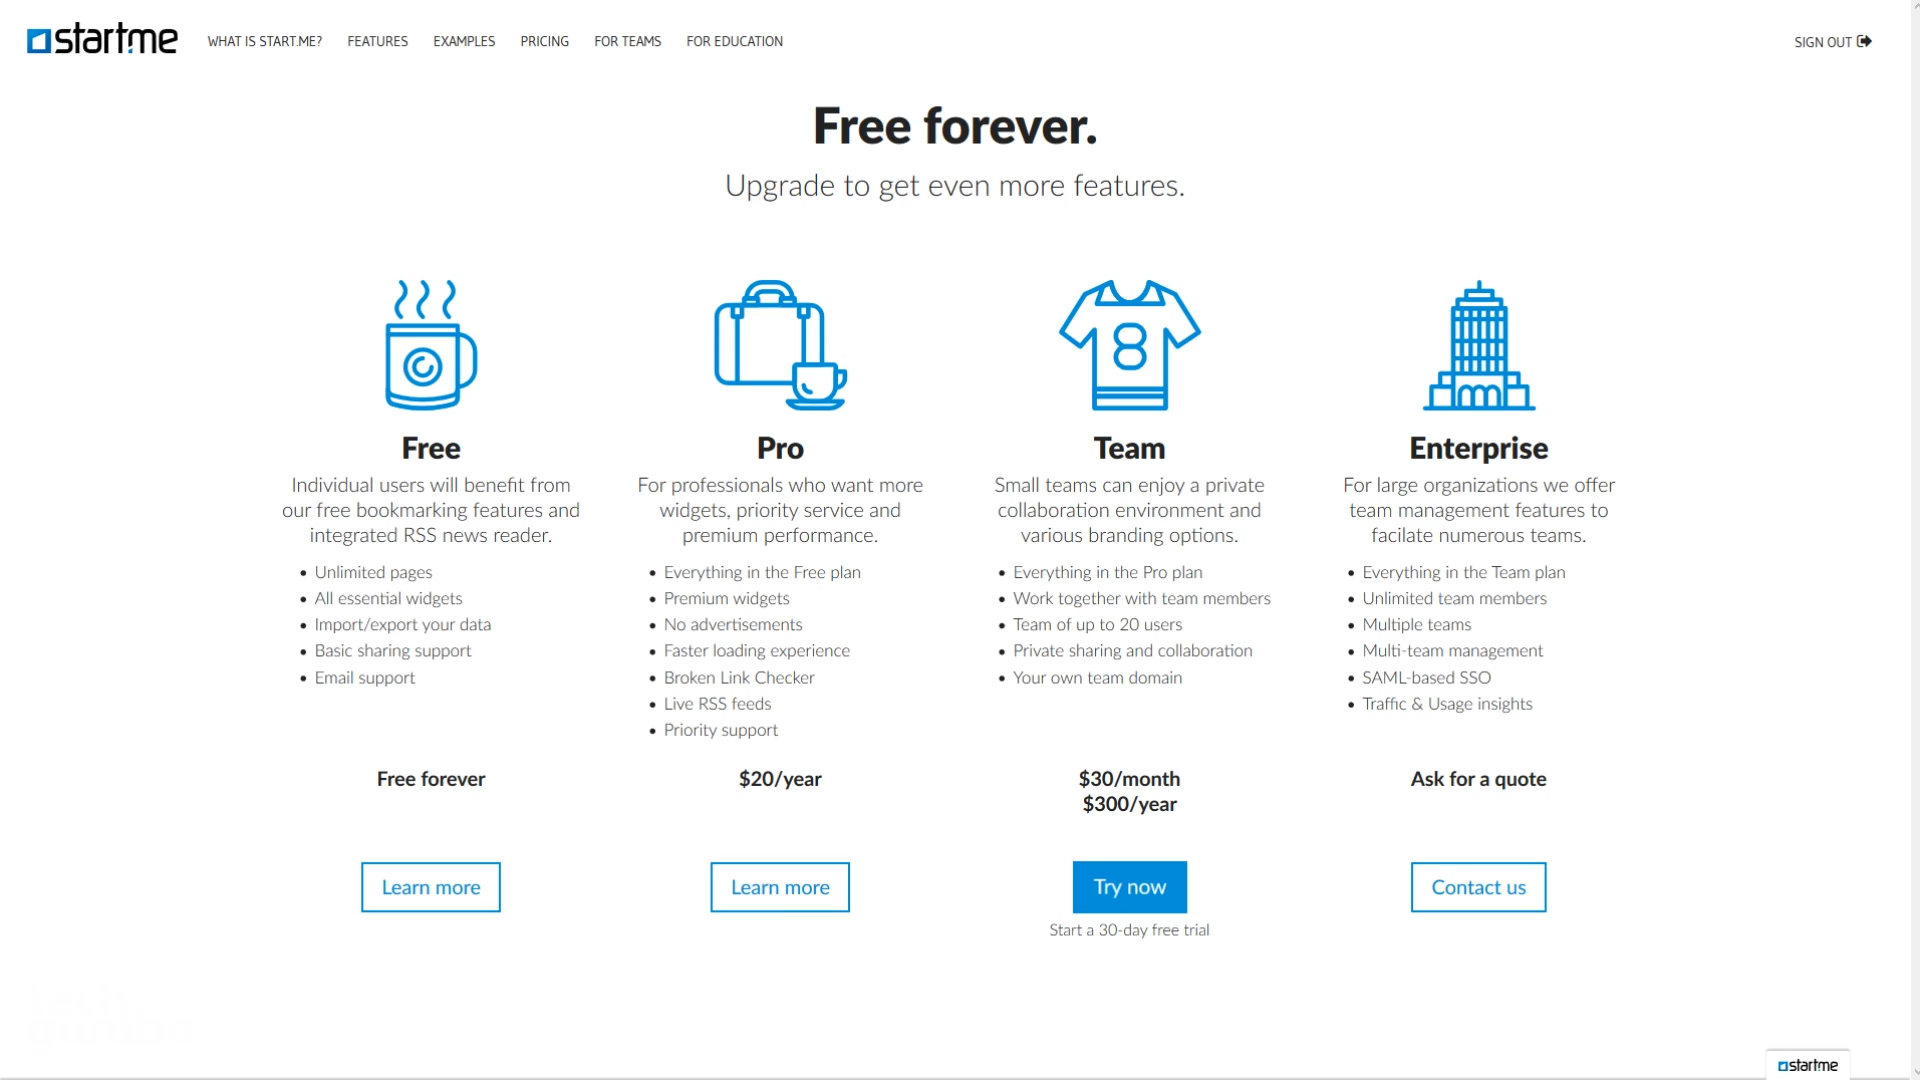 start.me
WHAT IS START.ME? FEATURES EXAMPLES PRICING FOR TEAMS FOR EDUCATION
SIGN OUT
Free forever.
Upgrade to get even more features.
8
Free
Individual users will benefit from
our free bookmarking features and
integrated RSS news reader.
• Unlimited pages
• All essential widgets
• Import/export your data
• Basic sharing support
• Email support
Free forever
Learn more
Pro
For professionals who want more
widgets, priority service and
premium performance.
• Everything in the Free plan
• Premium widgets
• No advertisements
• Faster loading experience
• Broken Link Checker
• Live RSS feeds
• Priority support
$20/year
Learn more
Team
Small teams can enjoy a private
collaboration environment and
various branding options.
• Everything in the Pro plan
• Work together with team members
• Team of up to 20 users
• Private sharing and collaboration
• Your own team domain
$30/month
$300/year
Try now
Start a 30-day free trial
Enterprise
For large organizations we offer
team management features to
facilate numerous teams.
• Everything in the Team plan
• Unlimited team members
• Multiple teams
• Multi-team management
• SAML-based SSO
• Traffic & Usage insights
Ask for a quote
Contact us
start.me